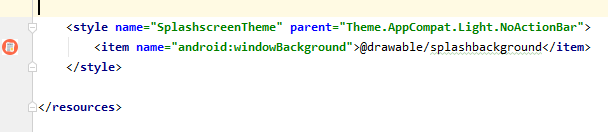 <style name="SplashscreenTheme" parent="Theme.AppCompat.Light.NoActionBar">
<item name="android:windowBackground">@drawable/splashbackground</item>
</style>
</resources>